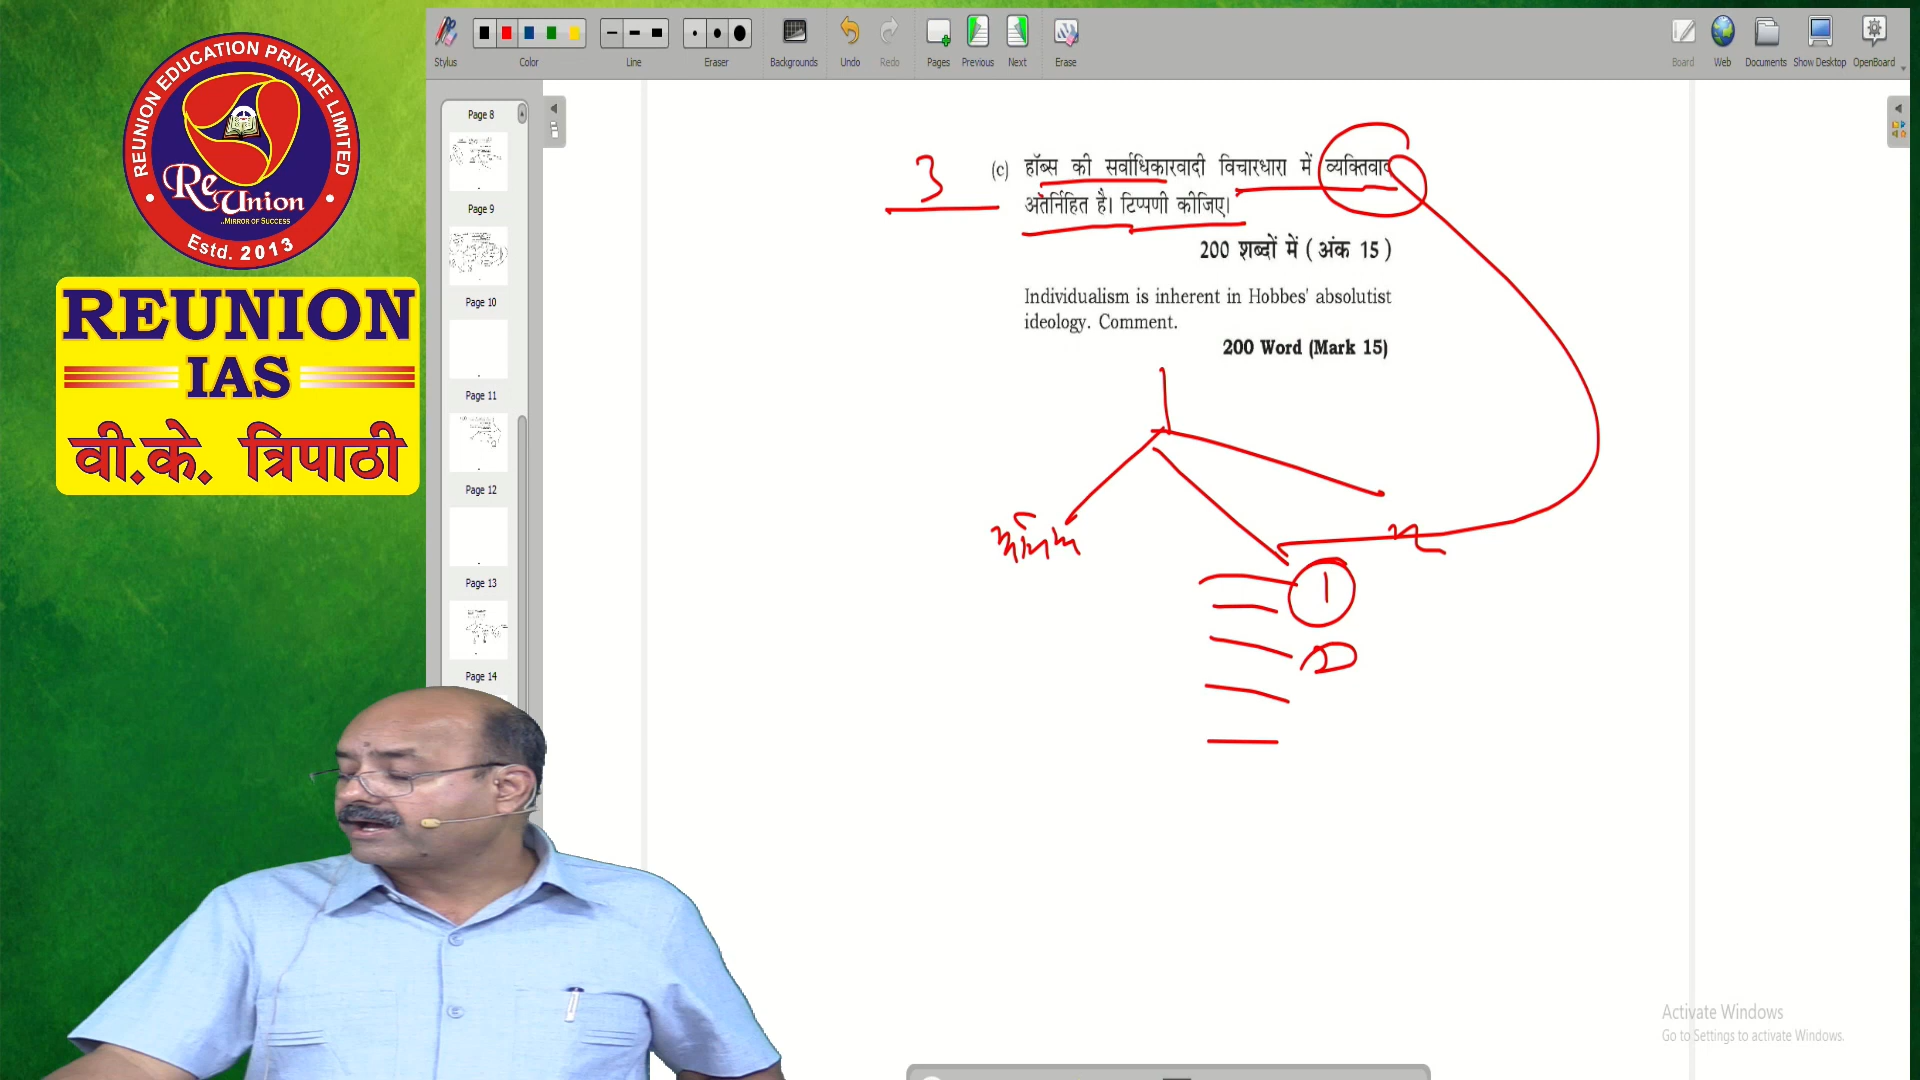 REUNION EDUCATION PRIVATE LIMITED
ReUnion
..MIRROR OF SUCCESS
Estd. 2013
REUNION
IAS
वी.के. त्रिपाठी
Stylus
Color
Line
Eraser
Backgrounds
Undo
Redo
Pages
Previous
Next
Erase
Board
Web
Documents
Show Desktop
OpenBoard
Page 8
Page 9
Page 10
Page 11
Page 12
Page 13
Page 14
3
(c) हॉब्स की सर्वाधिकारवादी विचारधारा में व्यक्तिवाद
अंतर्निहित है। टिप्पणी कीजिए।
200 शब्दों में ( अंक 15 )
Individualism is inherent in Hobbes' absolutist
ideology. Comment.
200 Word (Mark 15)
1
Activate Windows
Go to Settings to activate Windows.